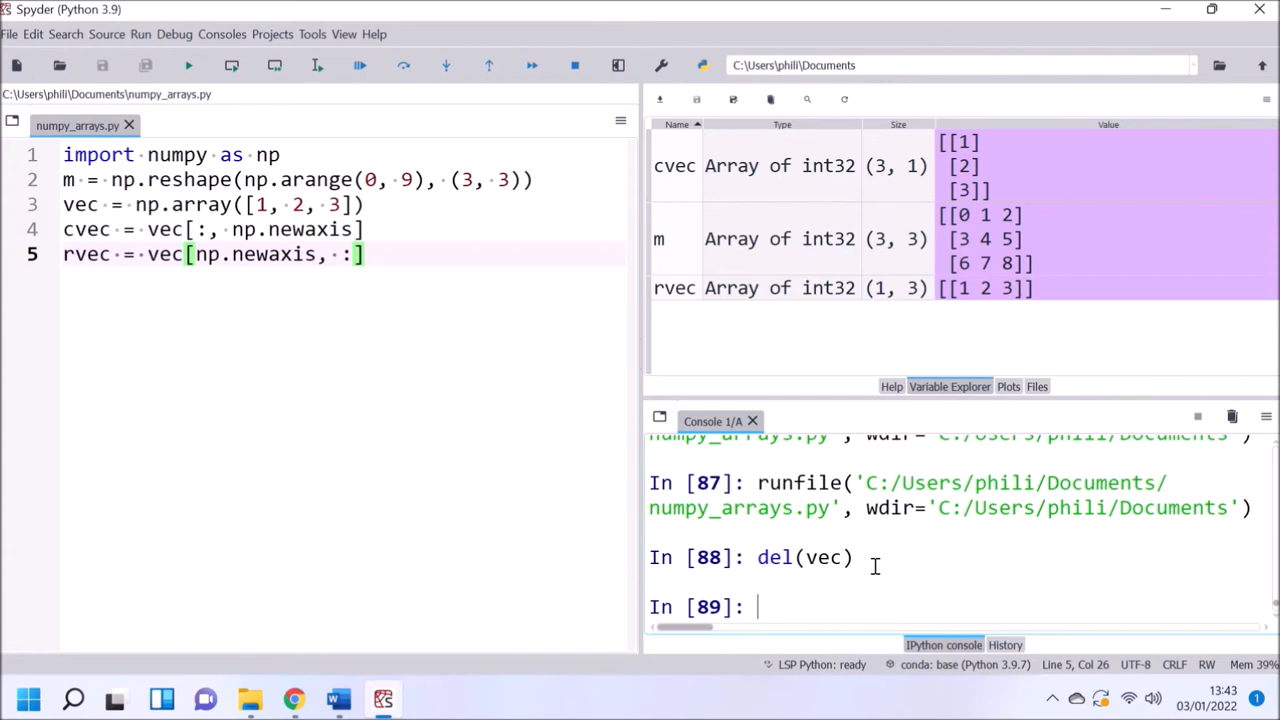 Spyder (Python 3.9)
File Edit Search Source Run Debug Consoles Projects Tools View Help
C:\Users\phili\Documents
C:\Users\phili\Documents\numpy_arrays.py
numpy_arrays.py
1 import numpy as np
2 m = np.reshape(np.arange(0, 9), (3, 3))
3 vec = np.array([1, 2, 3])
4 cvec = vec[:, np.newaxis]
5 rvec = vec[np.newaxis, :]
Name Type Size Value
[[1]
cvec Array of int32 (3, 1) [2]
[3]]
[[0 1 2]
m Array of int32 (3, 3) [3 4 5]
[6 7 8]]
rvec Array of int32 (1, 3) [[1 2 3]]
Help Variable Explorer Plots Files
Console 1/A
numpy_arrays.py', wdir='C:/Users/phili/Documents')
In [87]: runfile('C:/Users/phili/Documents/
numpy_arrays.py', wdir='C:/Users/phili/Documents')
In [88]: del(vec)
In [89]:
IPython console History
LSP Python: ready conda: base (Python 3.9.7) Line 5, Col 26 UTF-8 CRLF RW Mem 39%
13:43
03/01/2022
1